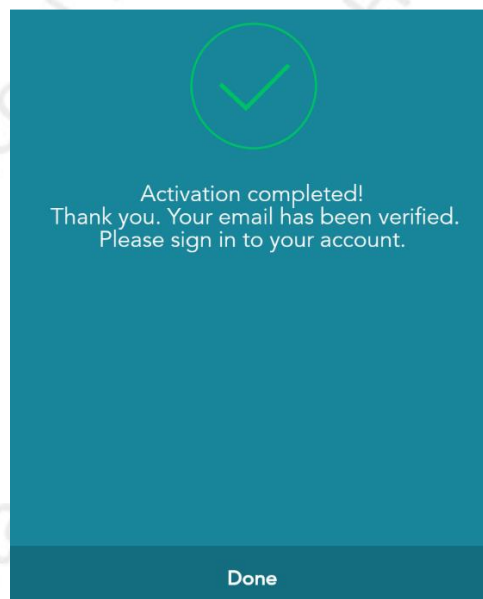 Activation completed!
Thank you. Your email has been verified.
Please sign in to your account.
Done